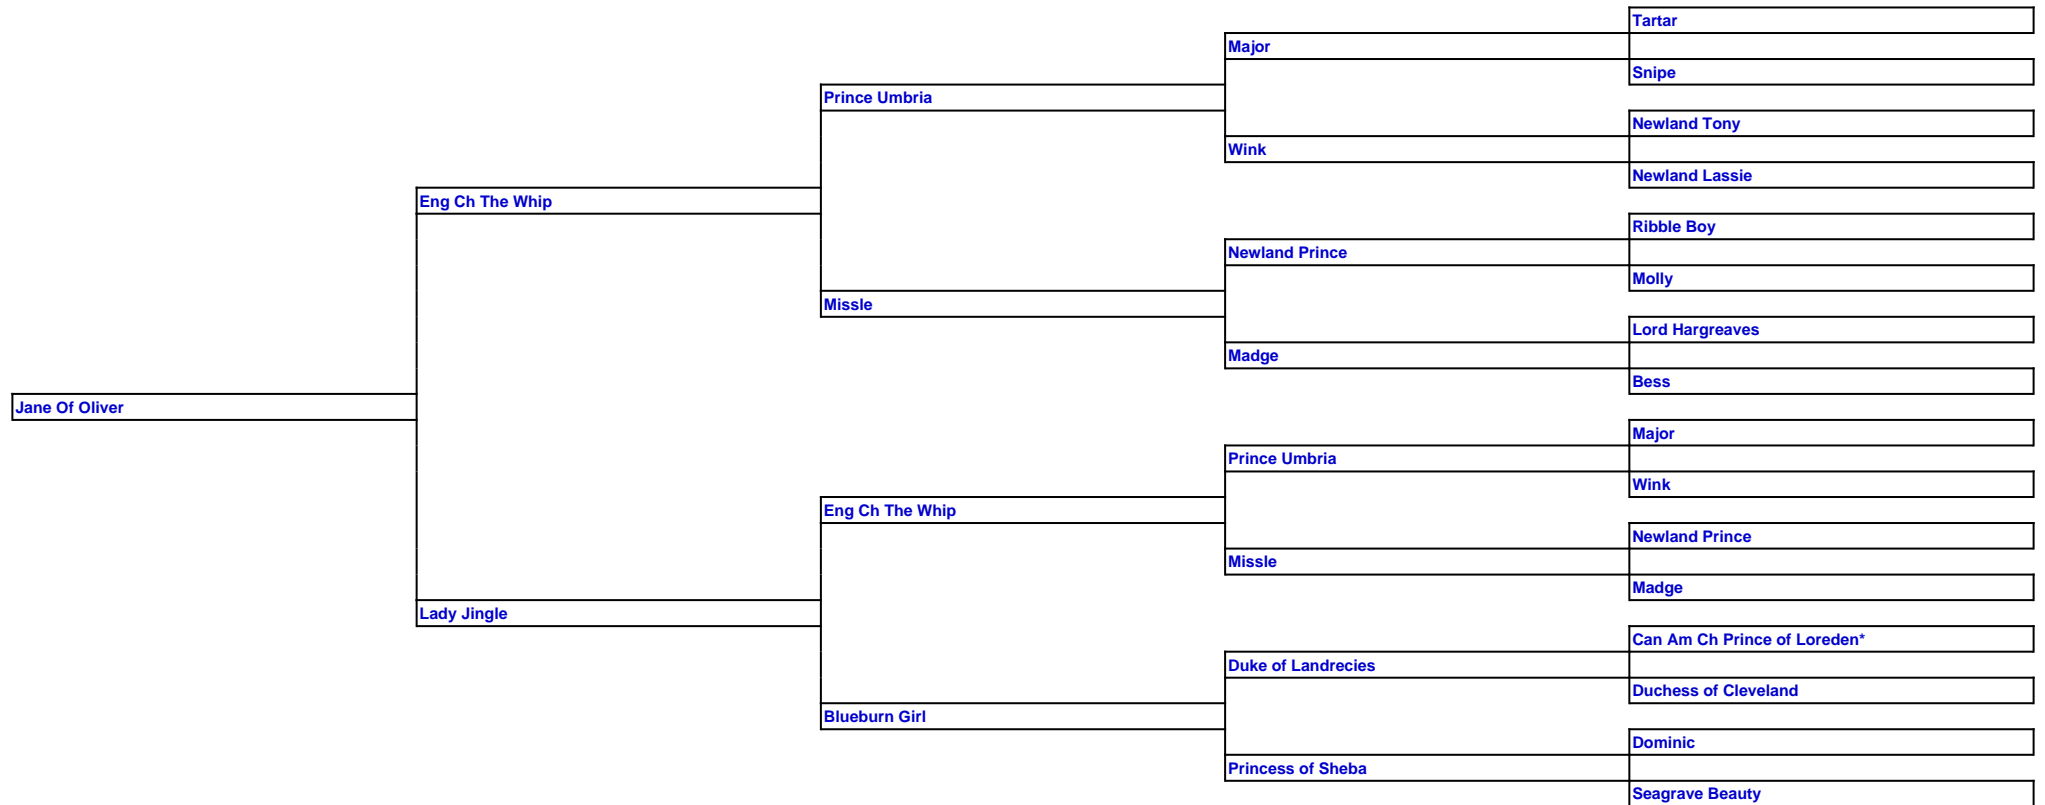 Tartar
Major
Snipe
Prince Umbria
Newland Tony
Wink
Newland Lassie
Eng Ch The Whip
Ribble Boy
Newland Prince
Molly
Missle
Lord Hargreaves
Madge
Bess
Jane Of Oliver
Major
Prince Umbria
Wink
Eng Ch The Whip
Newland Prince
Missle
Madge
Lady Jingle
Can Am Ch Prince of Loreden*
Duke of Landrecies
Duchess of Cleveland
Blueburn Girl
Dominic
Princess of Sheba
Seagrave Beauty